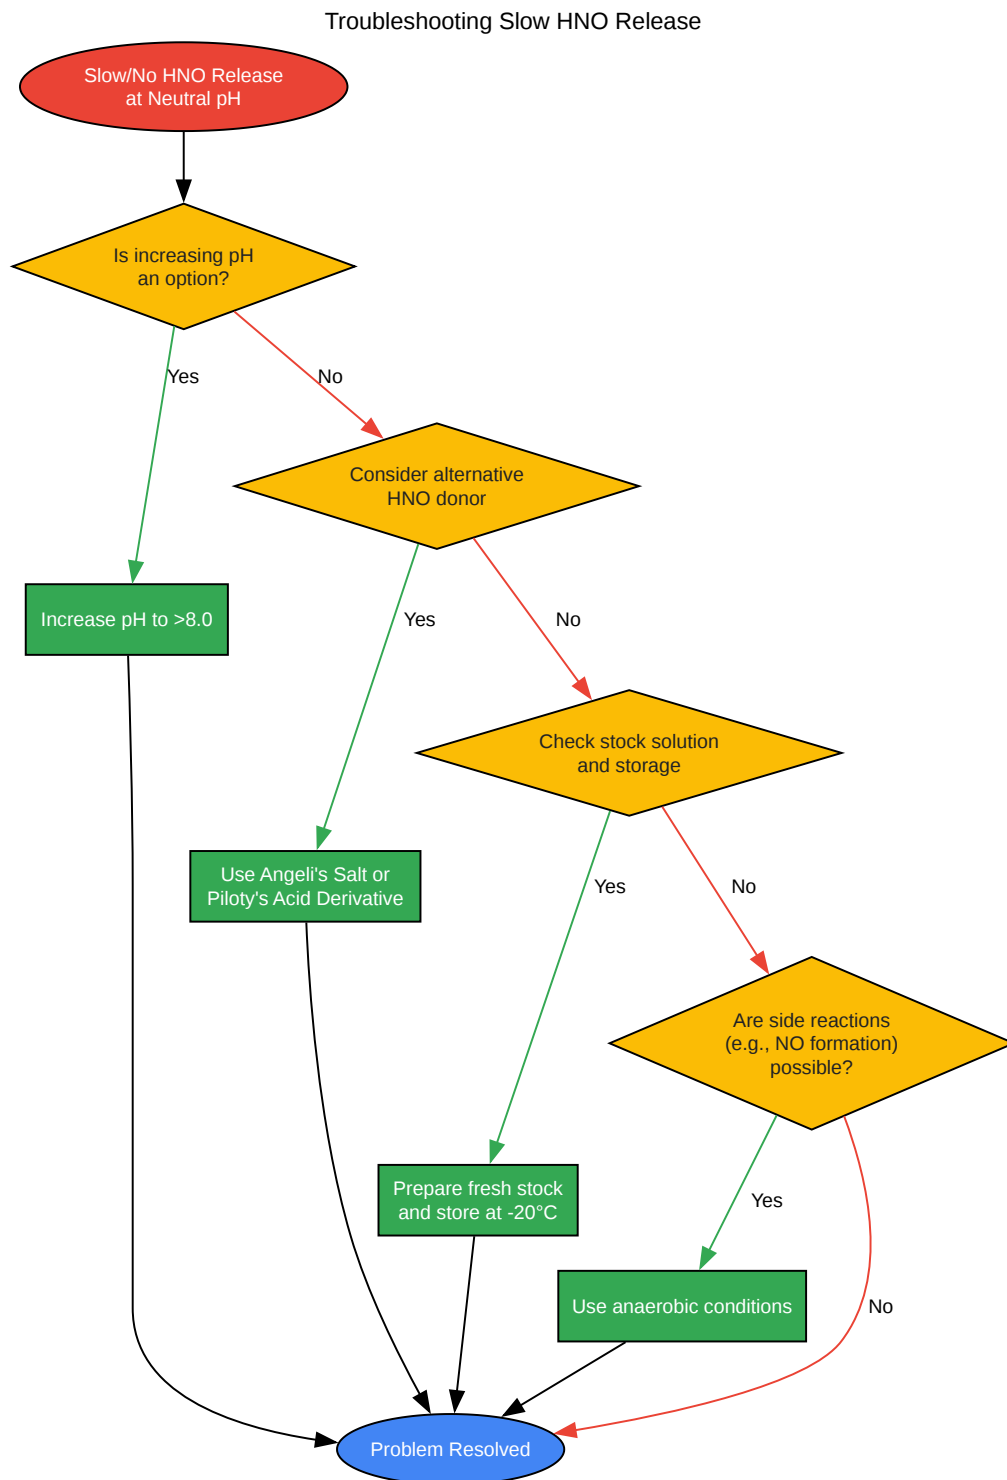 Troubleshooting Slow HNO Release
Slow/No HNO Release
at Neutral pH
Is increasing pH
an option?
Yes
No
Consider alternative
HNO donor
Increase pH to >8.0
Yes
No
Check stock solution
and storage
Use Angeli's Salt or
Piloty's Acid Derivative
Yes
No
Are side reactions
(e.g., NO formation)
possible?
Prepare fresh stock
and store at -20°C
Yes
Use anaerobic conditions
No
Problem Resolved